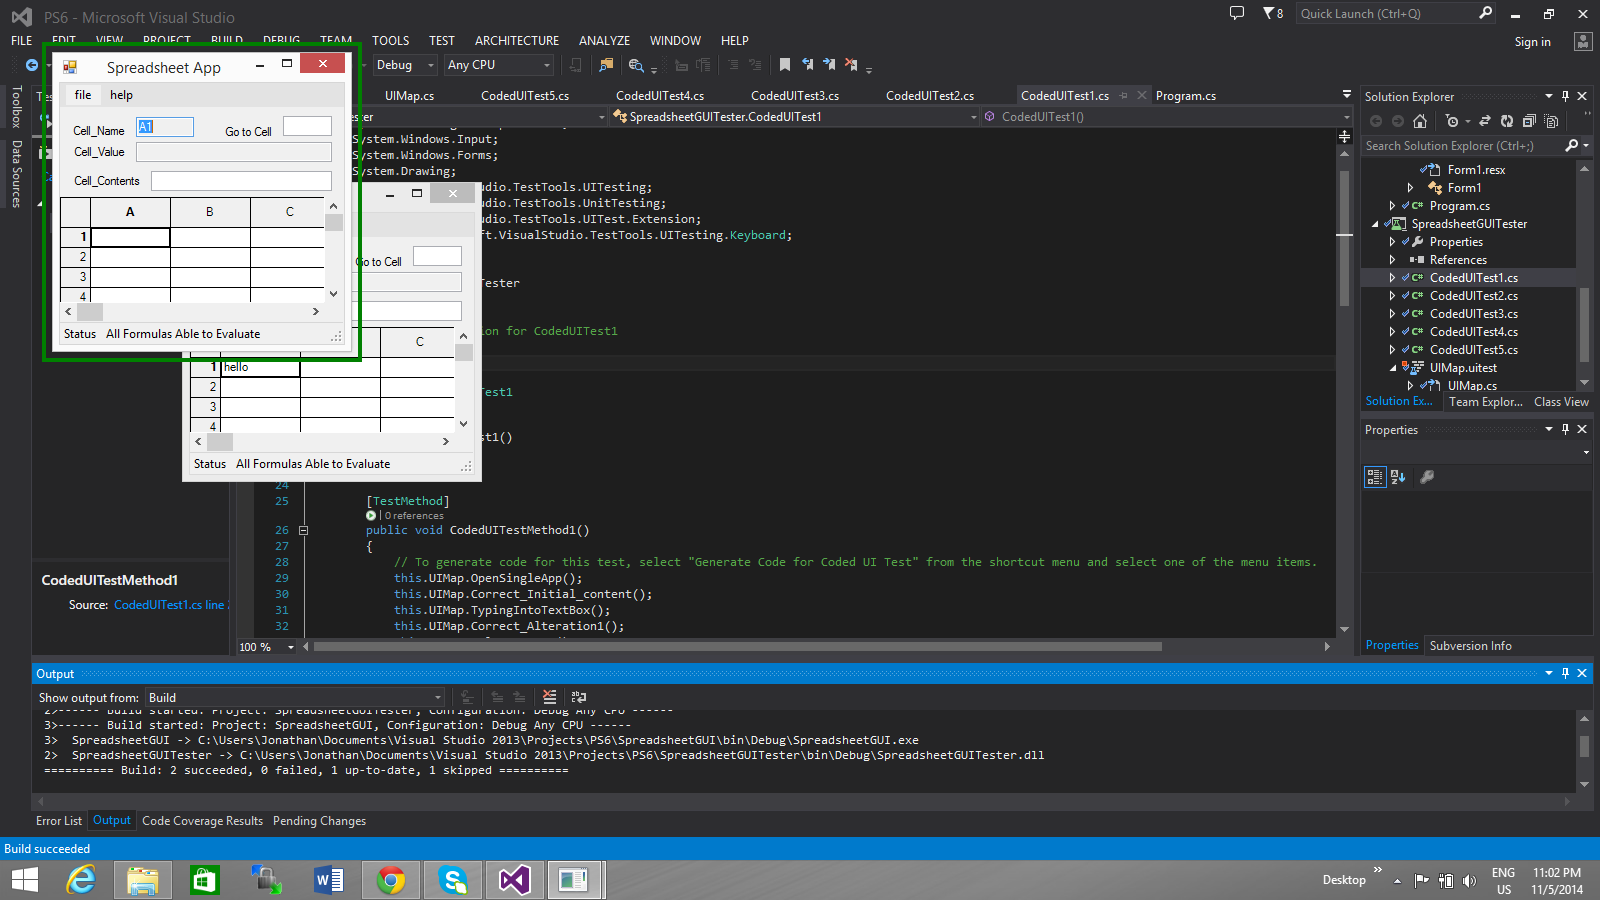 PS6 - Microsoft Visual Studio
8
Quick Launch (Ctrl+Q)
FILE EDIT VIEW PROJECT BUILD DEBUG TEAM TOOLS TEST ARCHITECTURE ANALYZE WINDOW HELP
Sign in
Debug Any CPU
Toolbox
Data Sources
Spreadsheet App
file help
Cell_Name A1 Go to Cell
Cell_Value
Cell_Contents
A B C
1
2
3
4
Status All Formulas Able to Evaluate
Go to Cell
C
1 hello
2
3
4
Status All Formulas Able to Evaluate
UIMap.cs CodedUITest5.cs CodedUITest4.cs CodedUITest3.cs CodedUITest2.cs CodedUITest1.cs Program.cs
SpreadsheetGUITester.CodedUITest1 CodedUITest1()
System.Windows.Input;
System.Windows.Forms;
System.Drawing;
dio.TestTools.UITesting;
dio.TestTools.UnitTesting;
dio.TestTools.UITest.Extension;
ft.VisualStudio.TestTools.UITesting.Keyboard;
Tester
ion for CodedUITest1
Test1
st1()
24
25 [TestMethod]
0 references
26 public void CodedUITestMethod1()
27 {
28 // To generate code for this test, select "Generate Code for Coded UI Test" from the shortcut menu and select one of the menu items.
29 this.UIMap.OpenSingleApp();
30 this.UIMap.Correct_Initial_content();
31 this.UIMap.TypingIntoTextBox();
32 this.UIMap.Correct_Alteration1();
100 %
CodedUITestMethod1
Source: CodedUITest1.cs line
Solution Explorer
Search Solution Explorer (Ctrl+;)
Form1.resx
Form1
Program.cs
SpreadsheetGUITester
Properties
References
CodedUITest1.cs
CodedUITest2.cs
CodedUITest3.cs
CodedUITest4.cs
CodedUITest5.cs
UIMap.uitest
UIMap.cs
Solution Ex... Team Explor... Class View
Properties
Properties Subversion Info
Output
Show output from: Build
2>------ Build started: Project: SpreadsheetGUITester, Configuration: Debug Any CPU ------
3>------ Build started: Project: SpreadsheetGUI, Configuration: Debug Any CPU ------
3> SpreadsheetGUI -> C:\Users\Jonathan\Documents\Visual Studio 2013\Projects\PS6\SpreadsheetGUI\bin\Debug\SpreadsheetGUI.exe
2> SpreadsheetGUITester -> C:\Users\Jonathan\Documents\Visual Studio 2013\Projects\PS6\SpreadsheetGUITester\bin\Debug\SpreadsheetGUITester.dll
========== Build: 2 succeeded, 0 failed, 1 up-to-date, 1 skipped ==========
Error List Output Code Coverage Results Pending Changes
Build succeeded
Desktop
ENG
US
11:02 PM
11/5/2014